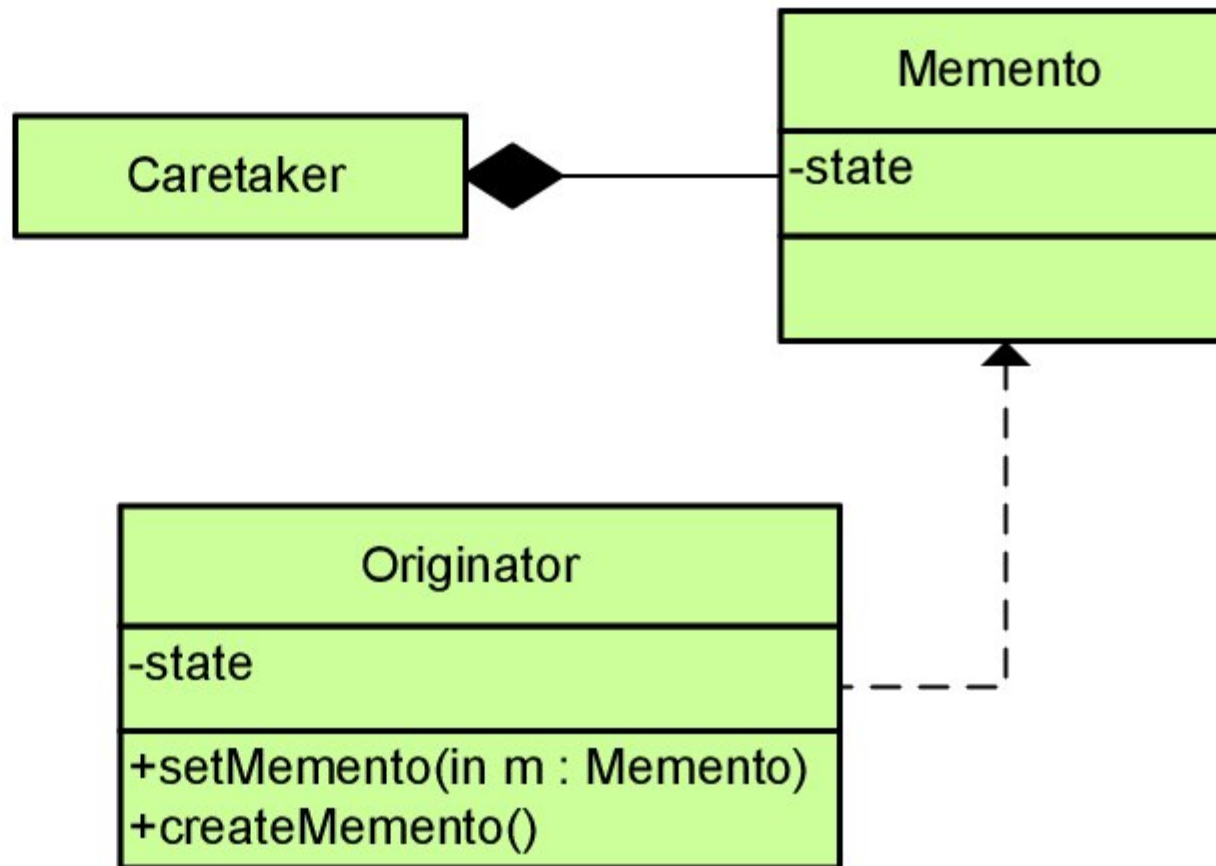 Memento
-state
Caretaker
Originator
-state
+setMemento(in m : Memento)
+createMemento()